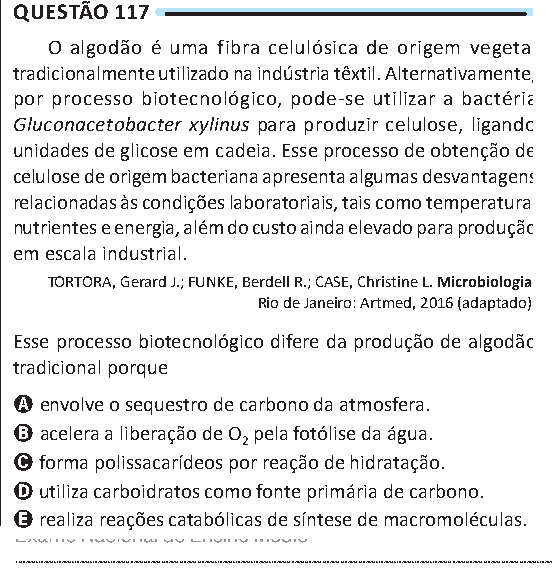 QUESTÃO 117
O algodão é uma fibra celulósica de origem vegeta
tradicionalmente utilizado na indústria têxtil. Alternativamente,
por processo biotecnológico, pode-se utilizar a bactéria
Gluconacetobacter xylinus para produzir celulose, ligando
unidades de glicose em cadeia. Esse processo de obtenção de
celulose de origem bacteriana apresenta algumas desvantagens
relacionadas às condições laboratoriais, tais como temperatura
nutrientes e energia, além do custo ainda elevado para produção
em escala industrial.
TORTORA, Gerard J.; FUNKE, Berdell R.; CASE, Christine L. Microbiologia
Rio de Janeiro: Artmed, 2016 (adaptado)
Esse processo biotecnológico difere da produção de algodão
tradicional porque
A envolve o sequestro de carbono da atmosfera.
B acelera a liberação de O₂ pela fotólise da água.
C forma polissacarídeos por reação de hidratação.
D utiliza carboidratos como fonte primária de carbono.
E realiza reações catabólicas de síntese de macromoléculas.
Exame Nacional do Ensino Médio